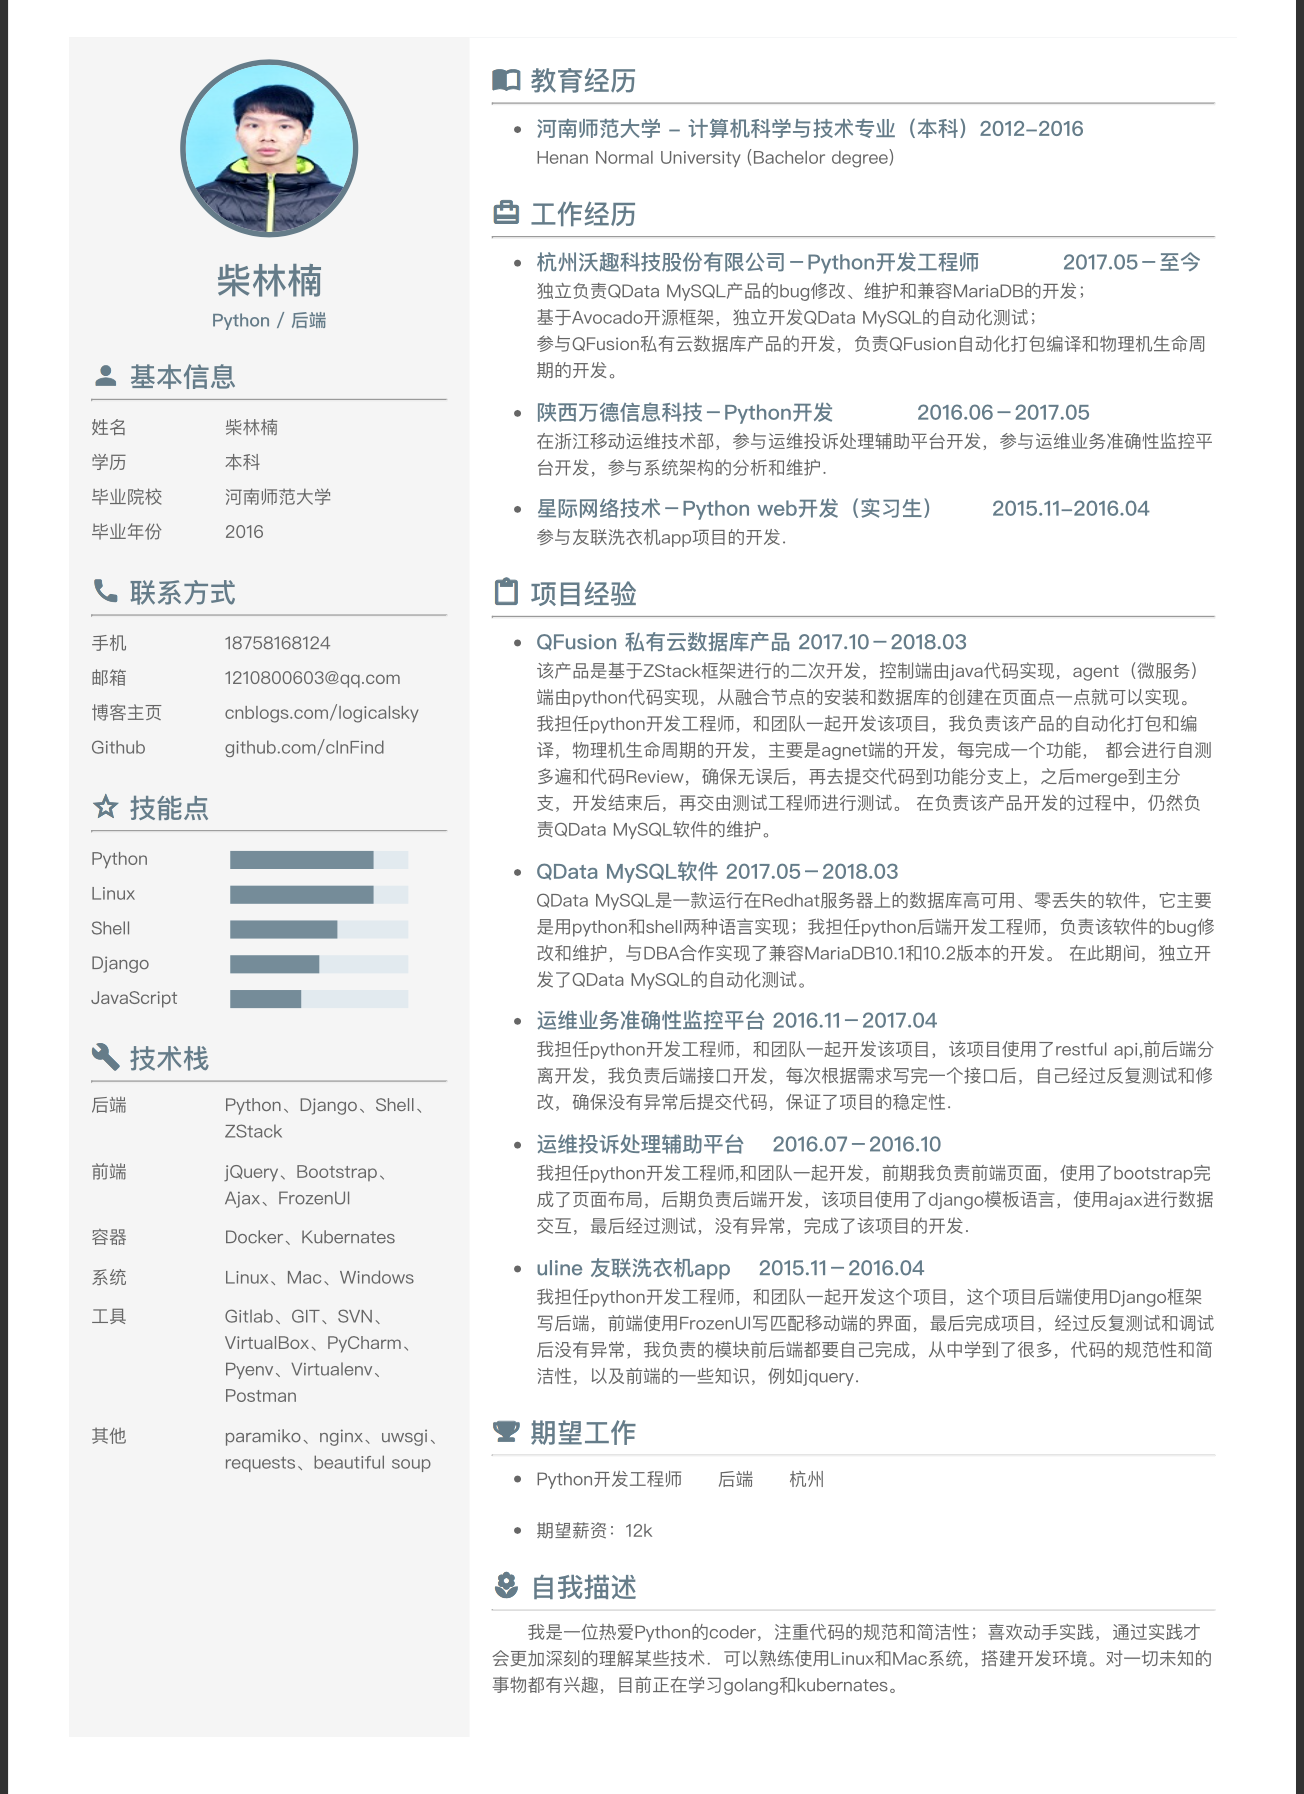 柴林楠
Python / 后端
基本信息
姓名 柴林楠
学历 本科
毕业院校 河南师范大学
毕业年份 2016
联系方式
手机 18758168124
邮箱 1210800603@qq.com
博客主页 cnblogs.com/logicalsky
Github github.com/clnFind
技能点
Python
Linux
Shell
Django
JavaScript
技术栈
后端 Python、Django、Shell、
ZStack
前端 jQuery、Bootstrap、
Ajax、FrozenUI
容器 Docker、Kubernates
系统 Linux、Mac、Windows
工具 Gitlab、GIT、SVN、
VirtualBox、PyCharm、
Pyenv、Virtualenv、
Postman
其他 paramiko、nginx、uwsgi、
requests、beautiful soup
教育经历
河南师范大学 – 计算机科学与技术专业（本科）2012–2016
Henan Normal University (Bachelor degree)
工作经历
杭州沃趣科技股份有限公司－Python开发工程师 2017.05－至今
独立负责QData MySQL产品的bug修改、维护和兼容MariaDB的开发；
基于Avocado开源框架，独立开发QData MySQL的自动化测试；
参与QFusion私有云数据库产品的开发，负责QFusion自动化打包编译和物理机生命周
期的开发。
陕西万德信息科技－Python开发 2016.06－2017.05
在浙江移动运维技术部，参与运维投诉处理辅助平台开发，参与运维业务准确性监控平
台开发，参与系统架构的分析和维护.
星际网络技术－Python web开发（实习生） 2015.11–2016.04
参与友联洗衣机app项目的开发.
项目经验
QFusion 私有云数据库产品 2017.10－2018.03
该产品是基于ZStack框架进行的二次开发，控制端由java代码实现，agent（微服务）
端由python代码实现，从融合节点的安装和数据库的创建在页面点一点就可以实现。
我担任python开发工程师，和团队一起开发该项目，我负责该产品的自动化打包和编
译，物理机生命周期的开发，主要是agnet端的开发，每完成一个功能， 都会进行自测
多遍和代码Review，确保无误后，再去提交代码到功能分支上，之后merge到主分
支，开发结束后，再交由测试工程师进行测试。 在负责该产品开发的过程中，仍然负
责QData MySQL软件的维护。
QData MySQL软件 2017.05－2018.03
QData MySQL是一款运行在Redhat服务器上的数据库高可用、零丢失的软件，它主要
是用python和shell两种语言实现；我担任python后端开发工程师，负责该软件的bug修
改和维护，与DBA合作实现了兼容MariaDB10.1和10.2版本的开发。 在此期间，独立开
发了QData MySQL的自动化测试。
运维业务准确性监控平台 2016.11－2017.04
我担任python开发工程师，和团队一起开发该项目，该项目使用了restful api,前后端分
离开发，我负责后端接口开发，每次根据需求写完一个接口后，自己经过反复测试和修
改，确保没有异常后提交代码，保证了项目的稳定性.
运维投诉处理辅助平台 2016.07－2016.10
我担任python开发工程师,和团队一起开发，前期我负责前端页面，使用了bootstrap完
成了页面布局，后期负责后端开发，该项目使用了django模板语言，使用ajax进行数据
交互，最后经过测试，没有异常，完成了该项目的开发.
uline 友联洗衣机app 2015.11－2016.04
我担任python开发工程师，和团队一起开发这个项目，这个项目后端使用Django框架
写后端，前端使用FrozenUI写匹配移动端的界面，最后完成项目，经过反复测试和调试
后没有异常，我负责的模块前后端都要自己完成，从中学到了很多，代码的规范性和简
洁性，以及前端的一些知识，例如jquery.
期望工作
Python开发工程师 后端 杭州
期望薪资：12k
自我描述
我是一位热爱Python的coder，注重代码的规范和简洁性；喜欢动手实践，通过实践才
会更加深刻的理解某些技术．可以熟练使用Linux和Mac系统，搭建开发环境。对一切未知的
事物都有兴趣，目前正在学习golang和kubernates。